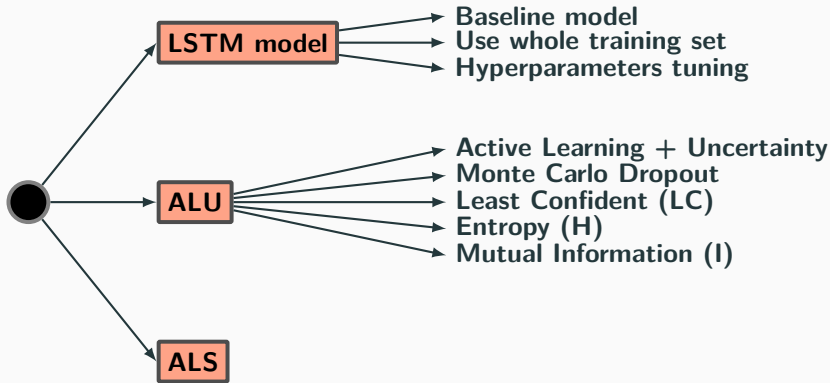 LSTM model
Baseline model
Use whole training set
Hyperparameters tuning
ALU
Active Learning + Uncertainty
Monte Carlo Dropout
Least Confident (LC)
Entropy (H)
Mutual Information (I)
ALS